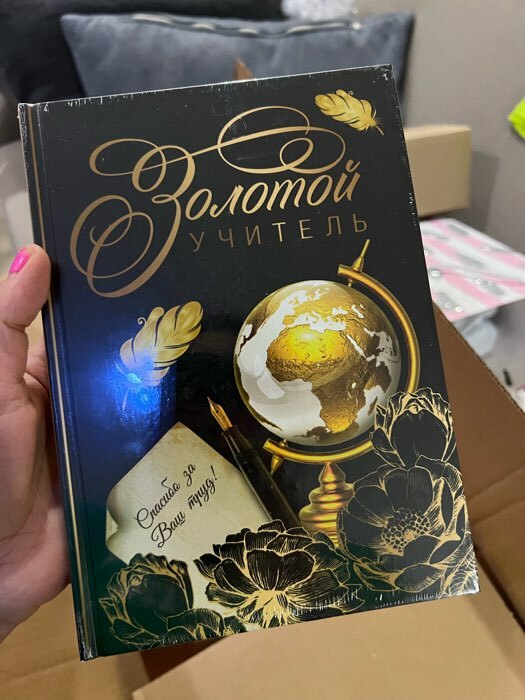 Золотой
УЧИТЕЛЬ
Спасибо за
Ваш труд!